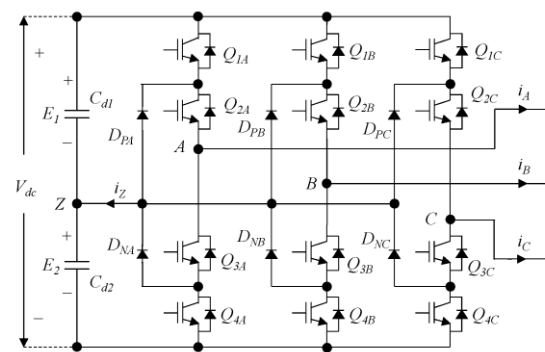 + Q1A Q1B Q1C
+ + Cd1 Q2A Q2B Q2C iA
E1 DPA DPB DPC
− A
Vdc iZ B iB
Z
+ C iC
E2 DNA DNB DNC
Cd2 Q3A Q3B Q3C
−
− Q4A Q4B Q4C